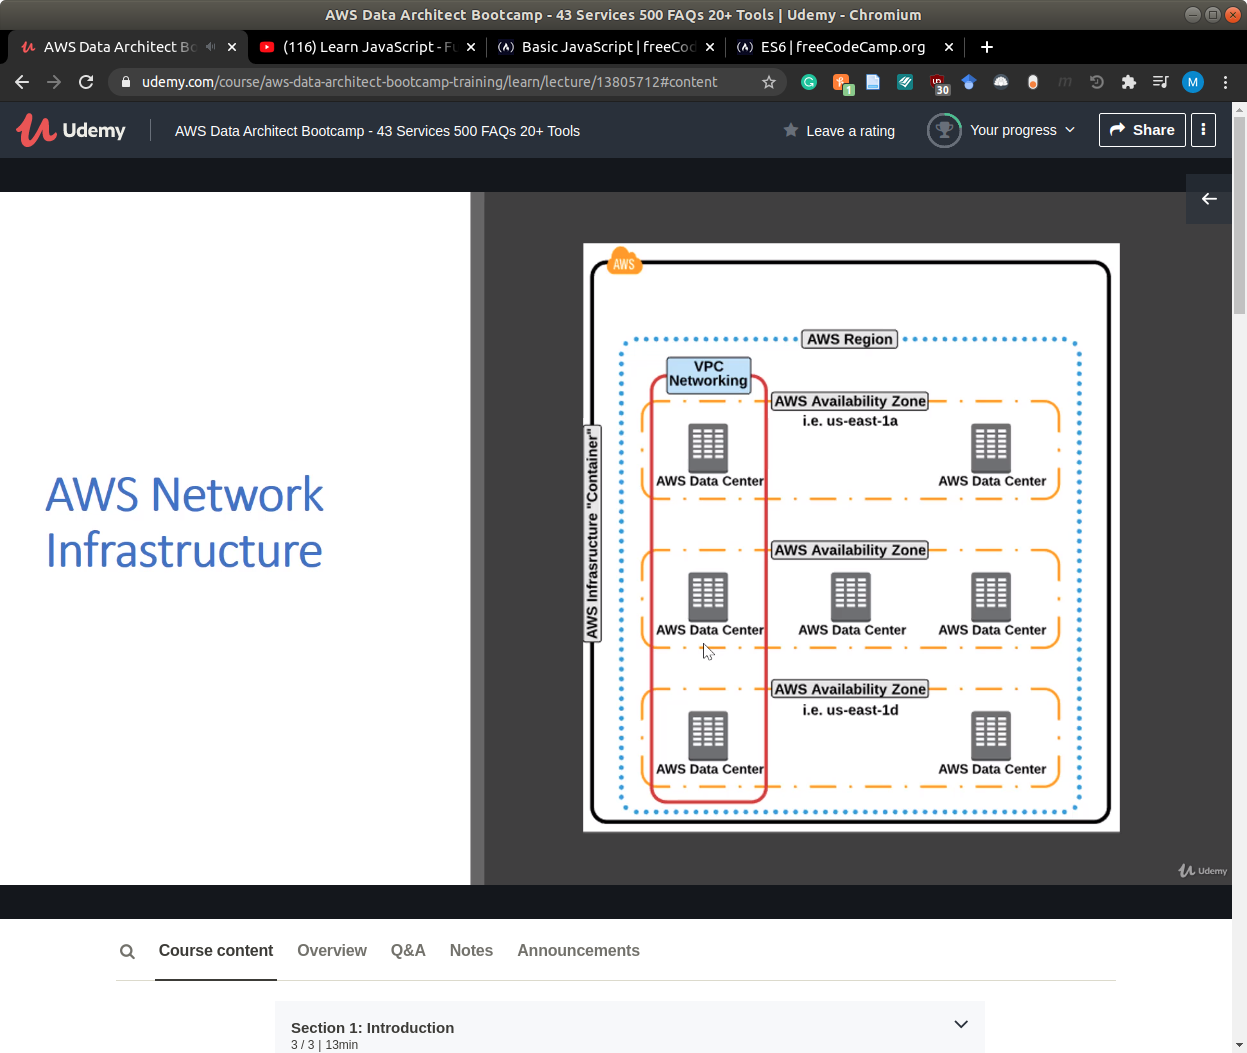 AWS Data Architect Bootcamp - 43 Services 500 FAQs 20+ Tools | Udemy - Chromium
AWS Data Architect Bo
(116) Learn JavaScript - Fu
Basic JavaScript | freeCod
ES6 | freeCodeCamp.org
udemy.com/course/aws-data-architect-bootcamp-training/learn/lecture/13805712#content
1
30
M
Udemy
AWS Data Architect Bootcamp - 43 Services 500 FAQs 20+ Tools
Leave a rating
Your progress
Share
AWS Network
Infrastructure
AWS
AWS Region
VPC
Networking
AWS Infrasructure "Container"
AWS Availability Zone
i.e. us-east-1a
AWS Data Center
AWS Data Center
AWS Availability Zone
AWS Data Center
AWS Data Center
AWS Data Center
AWS Availability Zone
i.e. us-east-1d
AWS Data Center
AWS Data Center
Udemy
Course content
Overview
Q&A
Notes
Announcements
Section 1: Introduction
3 / 3 | 13min